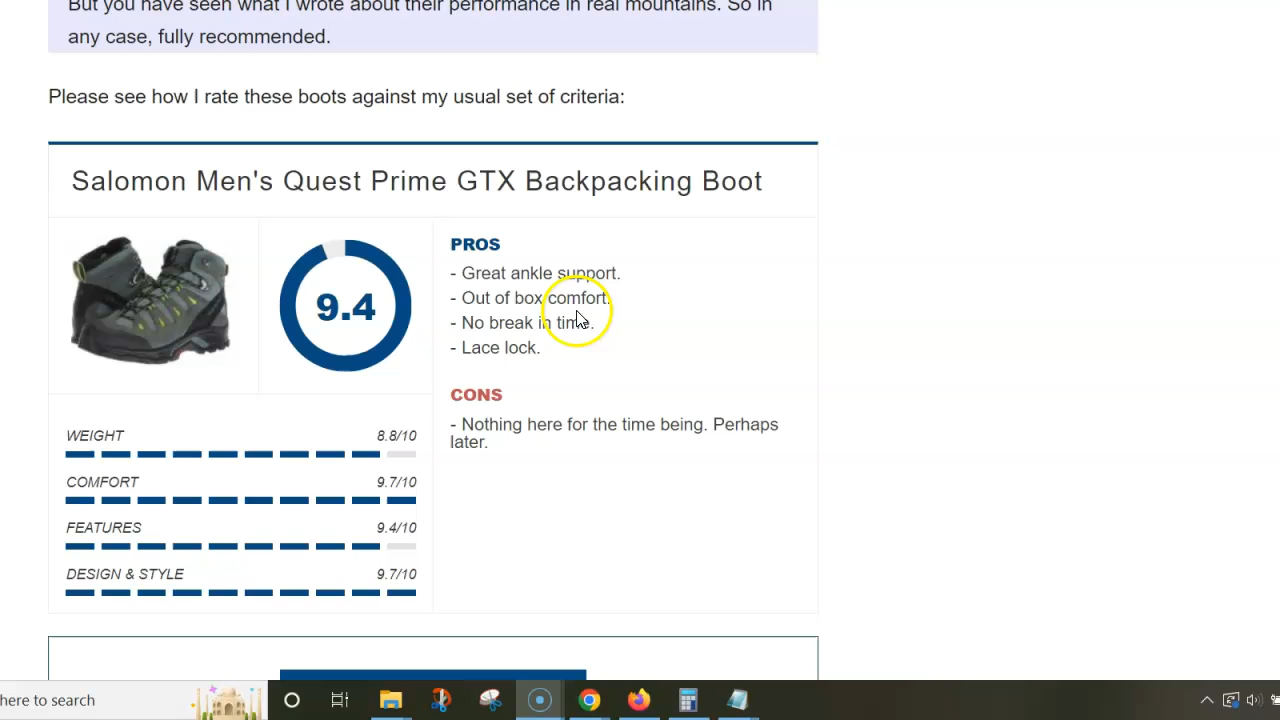 But you have seen what I wrote about their performance in real mountains. So in
any case, fully recommended.
Please see how I rate these boots against my usual set of criteria:
Salomon Men's Quest Prime GTX Backpacking Boot
9.4
PROS
- Great ankle support.
- Out of box comfort.
- No break in time.
- Lace lock.
CONS
- Nothing here for the time being. Perhaps
later.
WEIGHT 8.8/10
COMFORT 9.7/10
FEATURES 9.4/10
DESIGN & STYLE 9.7/10
here to search